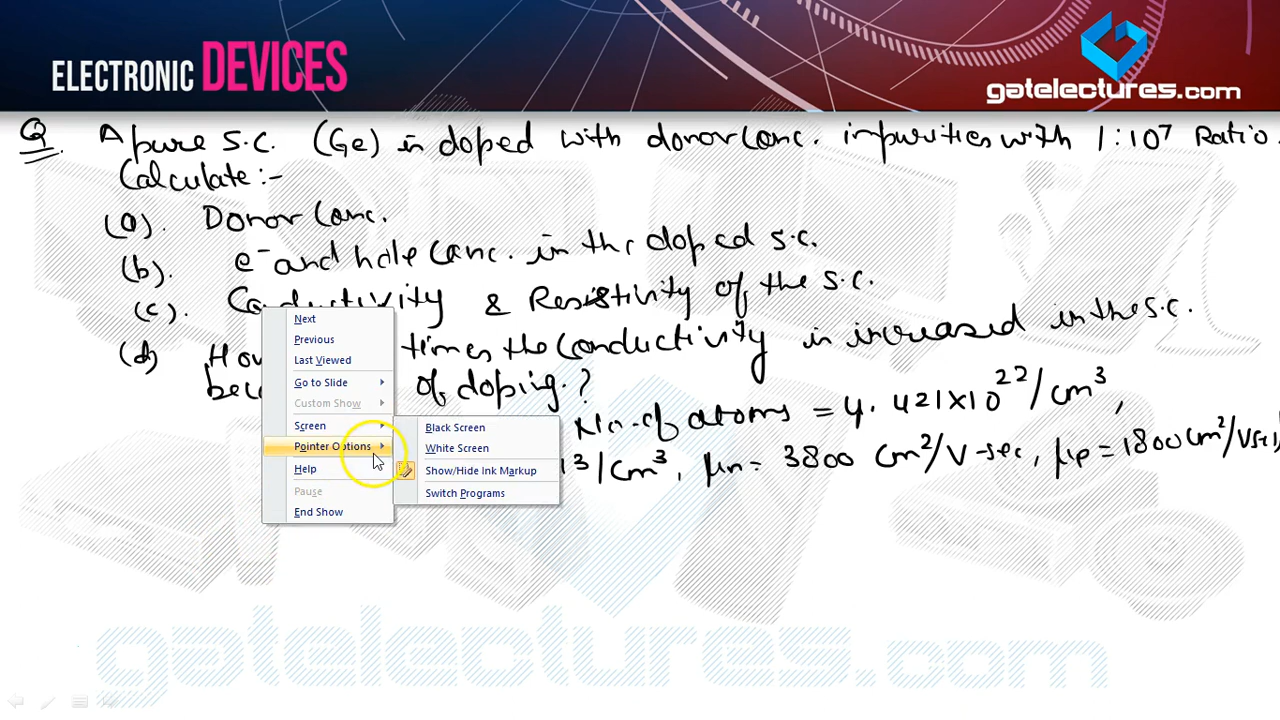 ELECTRONIC DEVICES
gatelectures.com
Q. A pure s.c. (Ge) is doped with donor conc. impurities with 1:10⁷ Ratio.
Calculate :-
(a). Donor Conc.
(b). e⁻ and hole conc. in the doped s.c.
(c). Conductivity & Resistivity of the s.c.
(d) How times the conductivity is increased in the s.c.
of doping.?
No. of atoms = 4.421×10²²/cm³,
13/cm³, μn = 3800 cm²/V-sec, μp = 1800 cm²/Vsec,
Next
Previous
Last Viewed
Go to Slide
Custom Show
Screen
Pointer Options
Help
Pause
End Show
Black Screen
White Screen
Show/Hide Ink Markup
Switch Programs
gatelectures.com